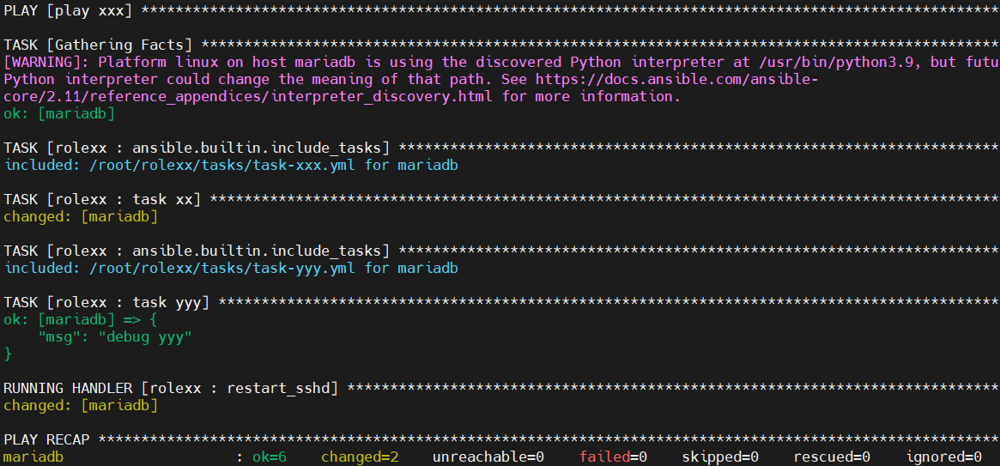 PLAY [play xxx] ****************************************************************************************************
TASK [Gathering Facts] *********************************************************************************************
[WARNING]: Platform linux on host mariadb is using the discovered Python interpreter at /usr/bin/python3.9, but futu
Python interpreter could change the meaning of that path. See https://docs.ansible.com/ansible-
core/2.11/reference_appendices/interpreter_discovery.html for more information.
ok: [mariadb]
TASK [rolexx : ansible.builtin.include_tasks] **********************************************************************
included: /root/rolexx/tasks/task-xxx.yml for mariadb
TASK [rolexx : task xx] ********************************************************************************************
changed: [mariadb]
TASK [rolexx : ansible.builtin.include_tasks] **********************************************************************
included: /root/rolexx/tasks/task-yyy.yml for mariadb
TASK [rolexx : task yyy] *******************************************************************************************
ok: [mariadb] => {
    "msg": "debug yyy"
}
RUNNING HANDLER [rolexx : restart_sshd] ****************************************************************************
changed: [mariadb]
PLAY RECAP *********************************************************************************************************
mariadb                    : ok=6    changed=2    unreachable=0    failed=0    skipped=0    rescued=0    ignored=0